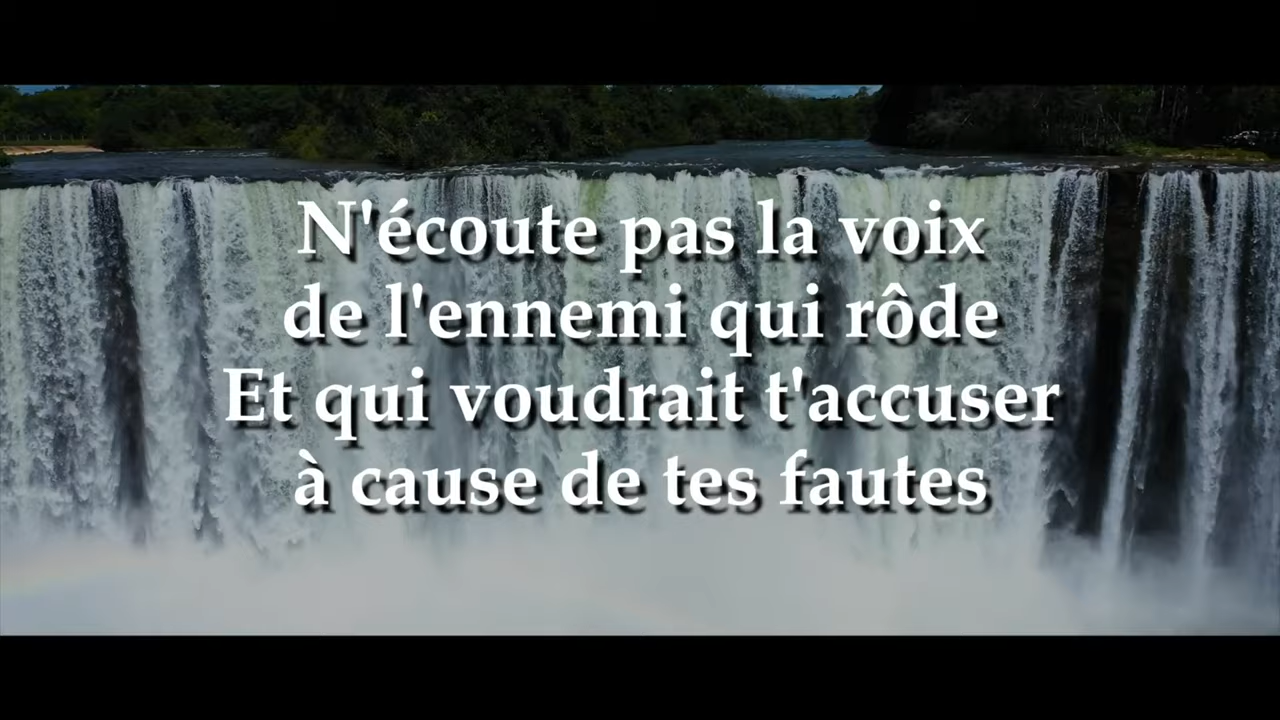 N'écoute pas la voix
de l'ennemi qui rôde
Et qui voudrait t'accuser
à cause de tes fautes